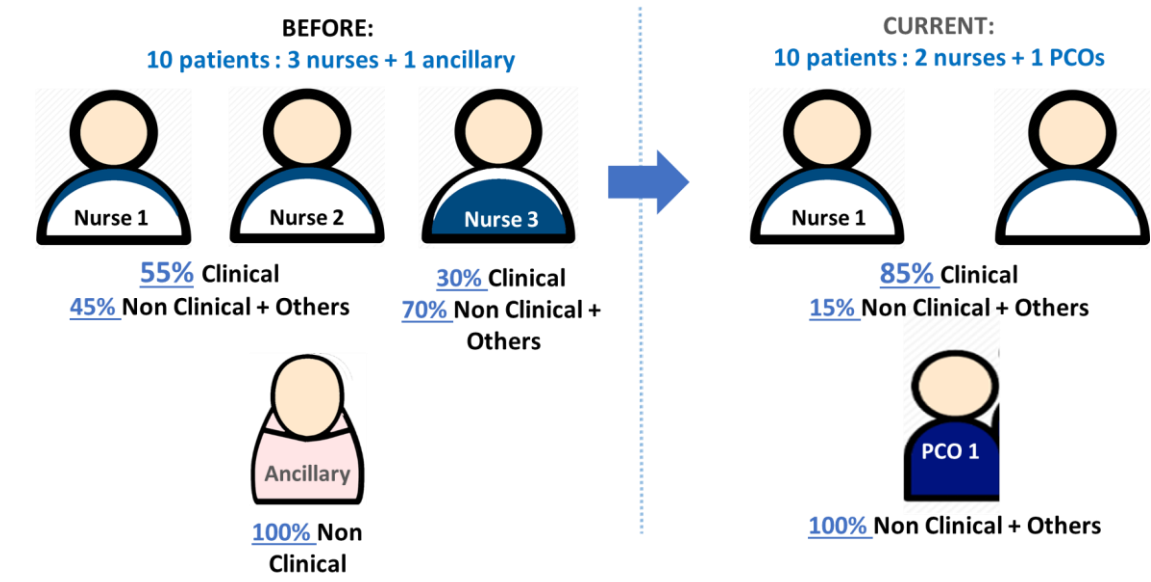 BEFORE:
10 patients : 3 nurses + 1 ancillary
Nurse 1
Nurse 2
Nurse 3
55% Clinical
45% Non Clinical + Others
30% Clinical
70% Non Clinical +
Others
Ancillary
100% Non
Clinical
CURRENT:
10 patients : 2 nurses + 1 PCOs
Nurse 1
85% Clinical
15% Non Clinical + Others
PCO 1
100% Non Clinical + Others